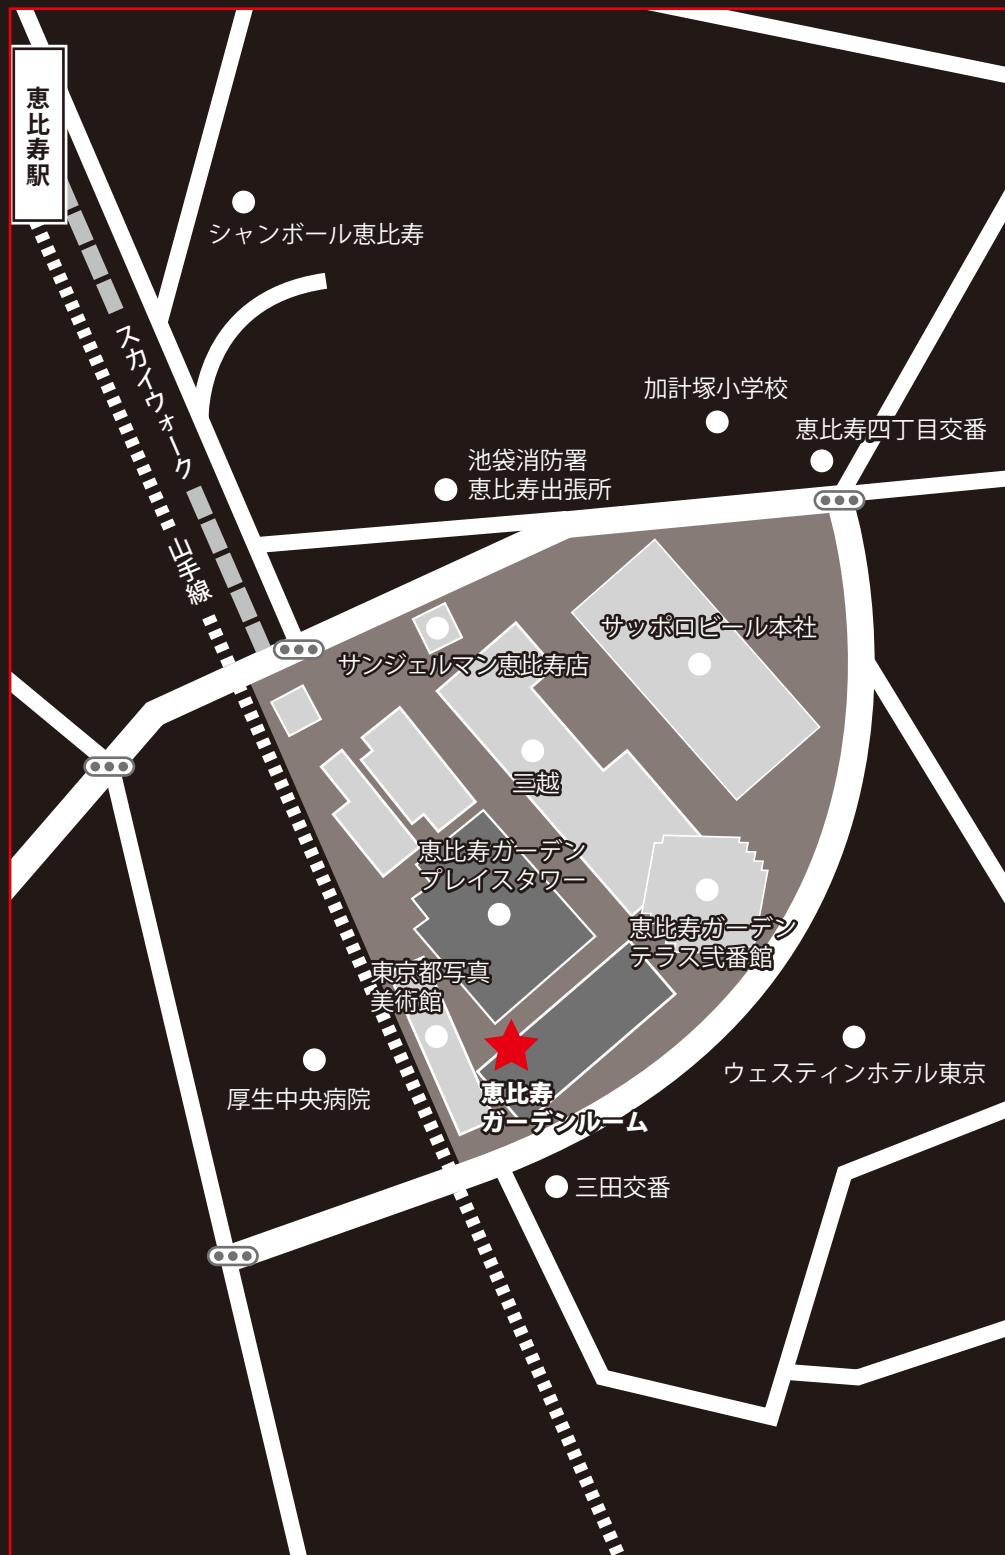 恵比寿駅
シャンボール恵比寿
スカイウォーク
加計塚小学校
恵比寿四丁目交番
池袋消防署
恵比寿出張所
山手線
サッポロビール本社
サンジェルマン恵比寿店
三越
恵比寿ガーデン
プレイスタワー
恵比寿ガーデン
テラス弐番館
東京都写真
美術館
ウェスティンホテル東京
厚生中央病院
恵比寿
ガーデンルーム
三田交番